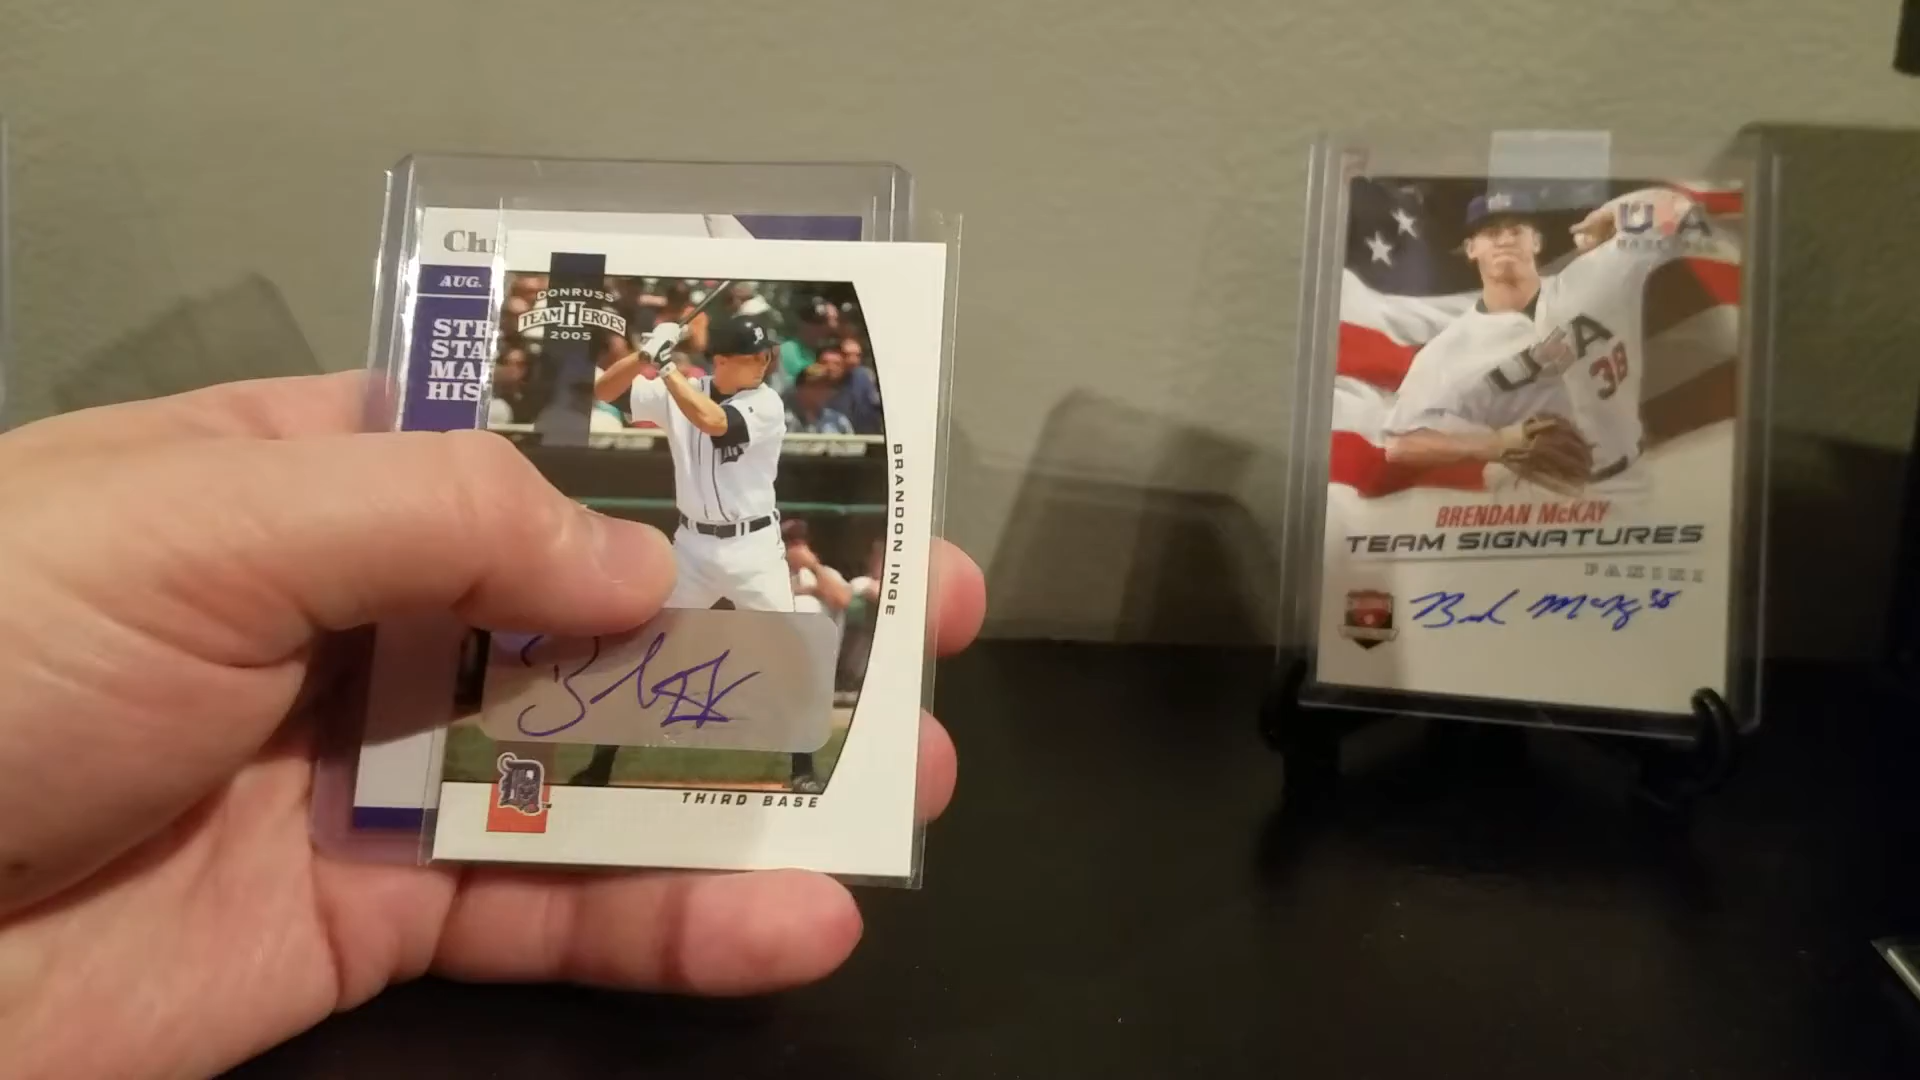 Ch
AUG.
STR
STA
MA
HIS
DONRUSS
TEAM HEROES
2005
BRANDON INGE
THIRD BASE
USA
BASEBALL
USA
38
BRENDAN McKAY
TEAM SIGNATURES
PANINI